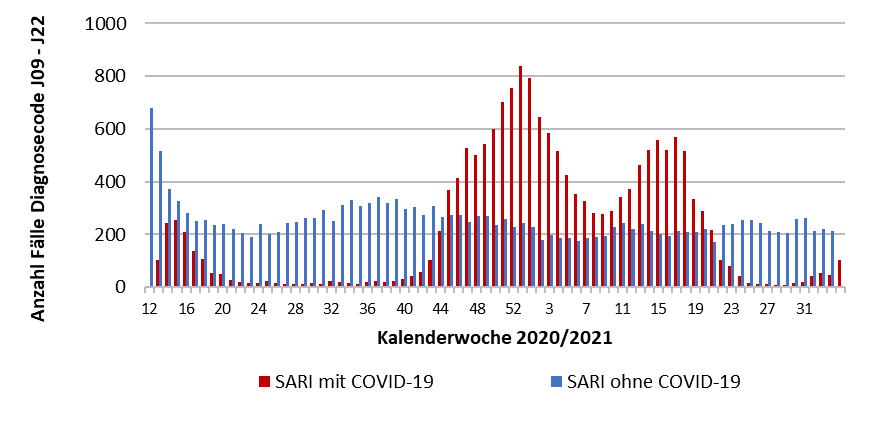 Anzahl Fälle Diagnosecode J09 - J22
1000
800
600
400
200
0
12 16 20 24 28 32 36 40 44 48 52 3 7 11 15 19 23 27 31
Kalenderwoche 2020/2021
SARI mit COVID-19 SARI ohne COVID-19